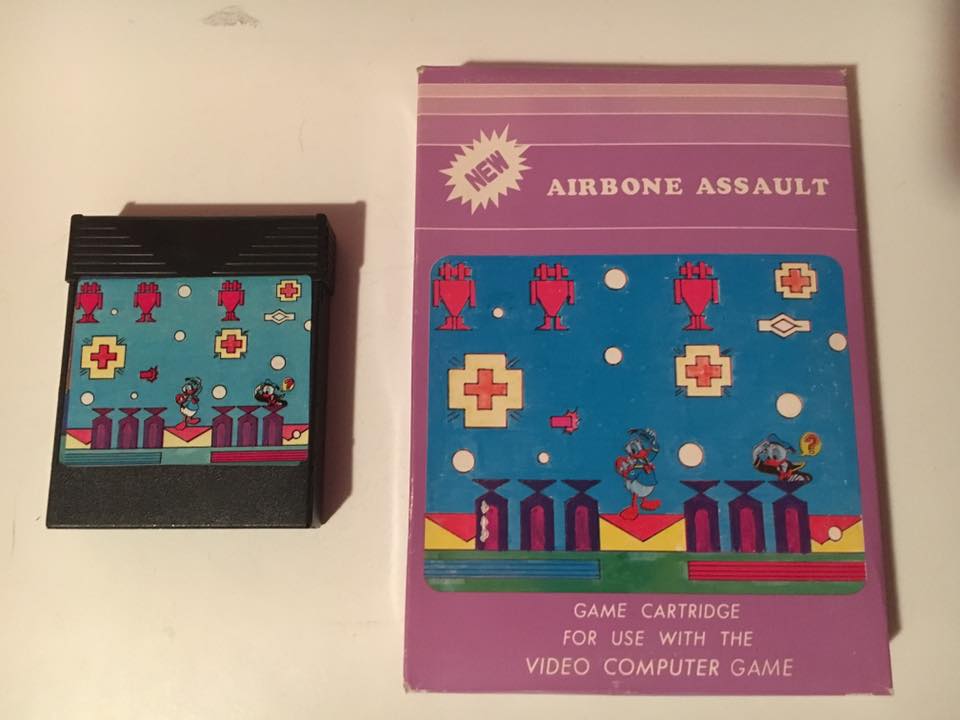 NEW
AIRBONE ASSAULT
?
?
GAME CARTRIDGE
FOR USE WITH THE
VIDEO COMPUTER GAME